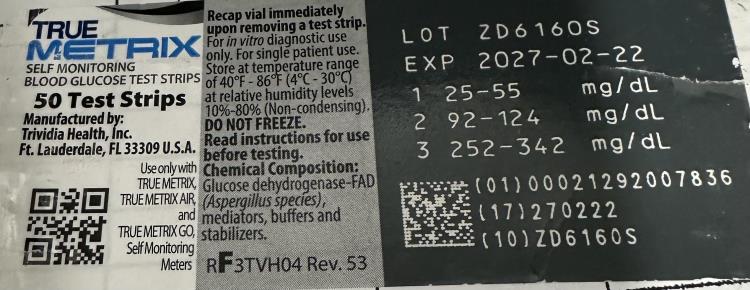 TRUE
METRIX
SELF MONITORING
BLOOD GLUCOSE TEST STRIPS
50 Test Strips
Manufactured by:
Trividia Health, Inc.
Ft. Lauderdale, FL 33309 U.S.A.
Use only with
TRUE METRIX,
TRUE METRIX AIR,
and
TRUE METRIX GO,
Self Monitoring
Meters
Recap vial immediately
upon removing a test strip.
For in vitro diagnostic use
only. For single patient use.
Store at temperature range
of 40°F - 86°F (4°C - 30°C)
at relative humidity levels
10%-80% (Non-condensing).
DO NOT FREEZE.
Read instructions for use
before testing.
Chemical Composition:
Glucose dehydrogenase-FAD
(Aspergillus species),
mediators, buffers and
stabilizers.
RF3TVH04 Rev. 53
LOT ZD6160S
EXP 2027-02-22
1 25-55 mg/dL
2 92-124 mg/dL
3 252-342 mg/dL
(01)00021292007836
(17)270222
(10)ZD6160S